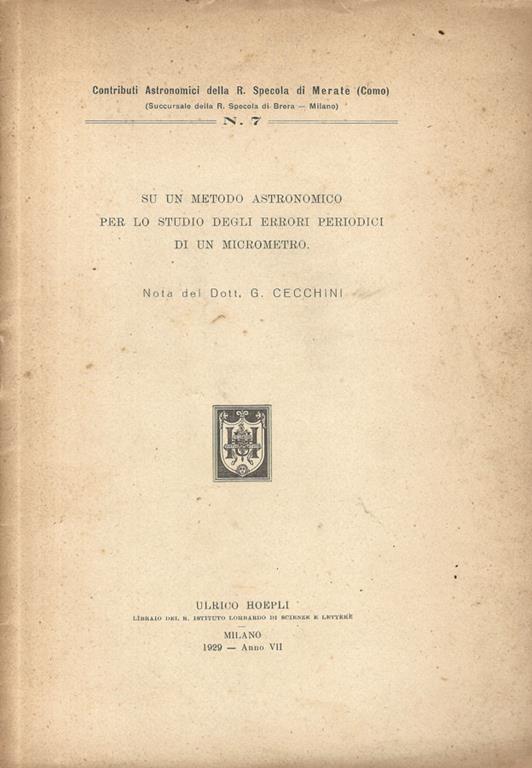 Contributi Astronomici della R. Specola di Merate (Como)
(Succursale della R. Specola di Brera — Milano)
N. 7
SU UN METODO ASTRONOMICO
PER LO STUDIO DEGLI ERRORI PERIODICI
DI UN MICROMETRO.
Nota del Dott. G. CECCHINI
ULRICO HOEPLI
LIBRAIO DEL R. ISTITUTO LOMBARDO DI SCIENZE E LETTERE
MILANO
1929 — Anno VII